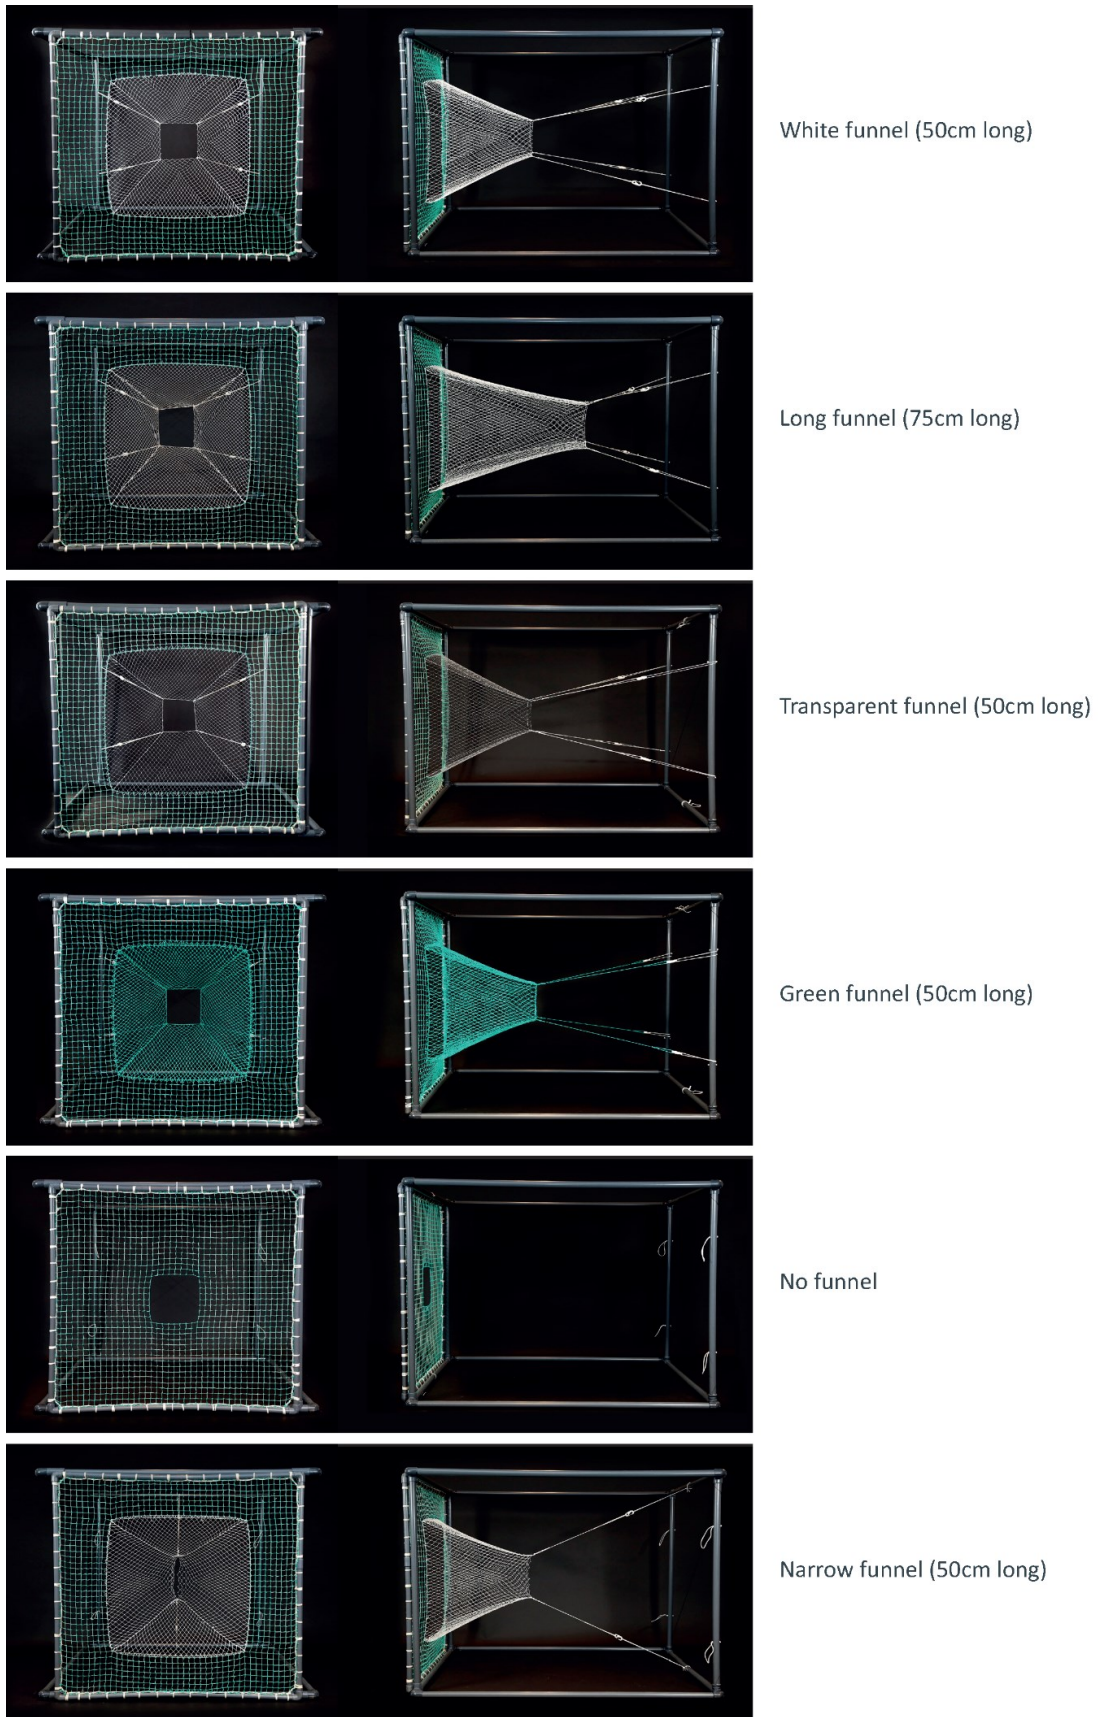 White funnel (50cm long)
Long funnel (75cm long)
Transparent funnel (50cm long)
Green funnel (50cm long)
No funnel
Narrow funnel (50cm long)